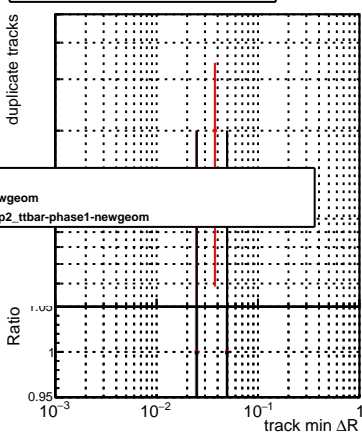 duplicate tracks
wgeom
p2_ttbar-phase1-newgeom
1.05
Ratio
1
0.95
10⁻³ 10⁻² 10⁻¹ 1
track min ΔR